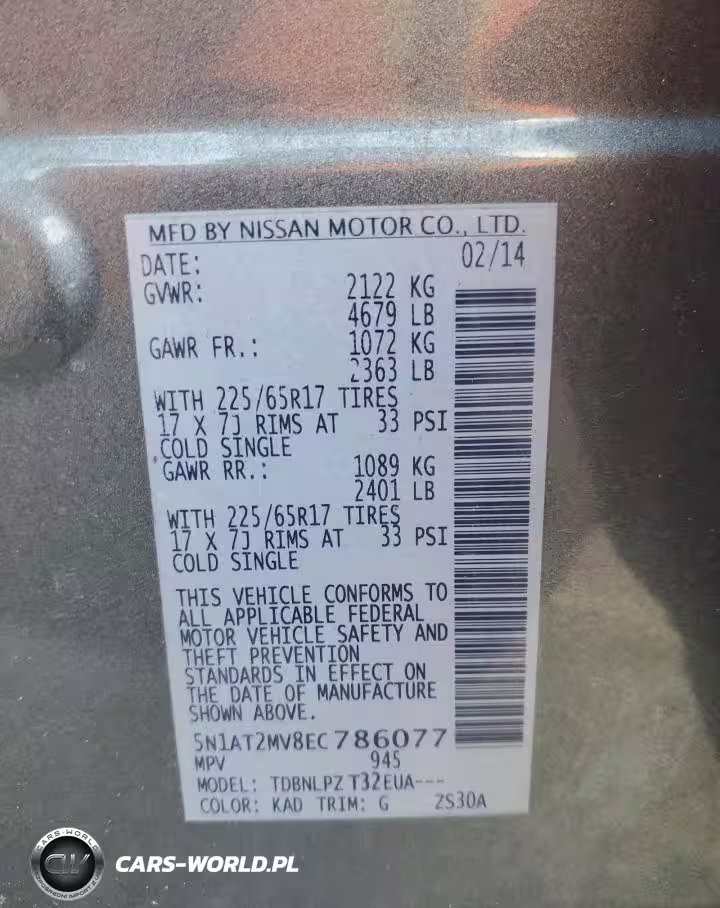 MFD BY NISSAN MOTOR CO., LTD.
DATE: 02/14
GVWR: 2122 KG
4679 LB
GAWR FR.: 1072 KG
2363 LB
WITH 225/65R17 TIRES
17 X 7J RIMS AT 33 PSI
COLD SINGLE
GAWR RR.: 1089 KG
2401 LB
WITH 225/65R17 TIRES
17 X 7J RIMS AT 33 PSI
COLD SINGLE
THIS VEHICLE CONFORMS TO
ALL APPLICABLE FEDERAL
MOTOR VEHICLE SAFETY AND
THEFT PREVENTION
STANDARDS IN EFFECT ON
THE DATE OF MANUFACTURE
SHOWN ABOVE.
5N1AT2MV8EC786077
MPV 945
MODEL: TDBNLPZ T32EUA---
COLOR: KAD TRIM: G ZS30A
CARS-WORLD
CW
CARS-WORLD.PL